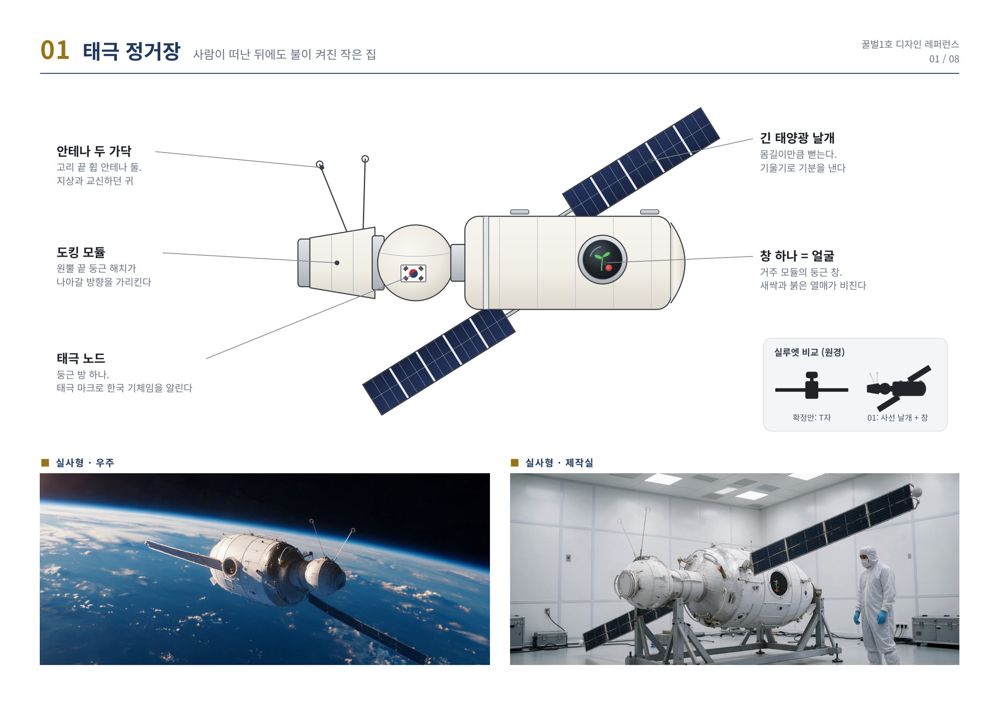 01 태극 정거장 사람이 떠난 뒤에도 불이 켜진 작은 집
꿀벌1호 디자인 레퍼런스
01 / 08
안테나 두 가닥
고리 끝 휩 안테나 둘.
지상과 교신하던 귀
도킹 모듈
원뿔 끝 둥근 해치가
나아갈 방향을 가리킨다
태극 노드
둥근 방 하나.
태극 마크로 한국 기체임을 알린다
긴 태양광 날개
몸길이만큼 뻗는다.
기울기로 기분을 낸다
창 하나 = 얼굴
거주 모듈의 둥근 창.
새싹과 붉은 열매가 비친다
실루엣 비교 (원경)
확정안: T자
01: 사선 날개 + 창
실사형 · 우주
실사형 · 제작실